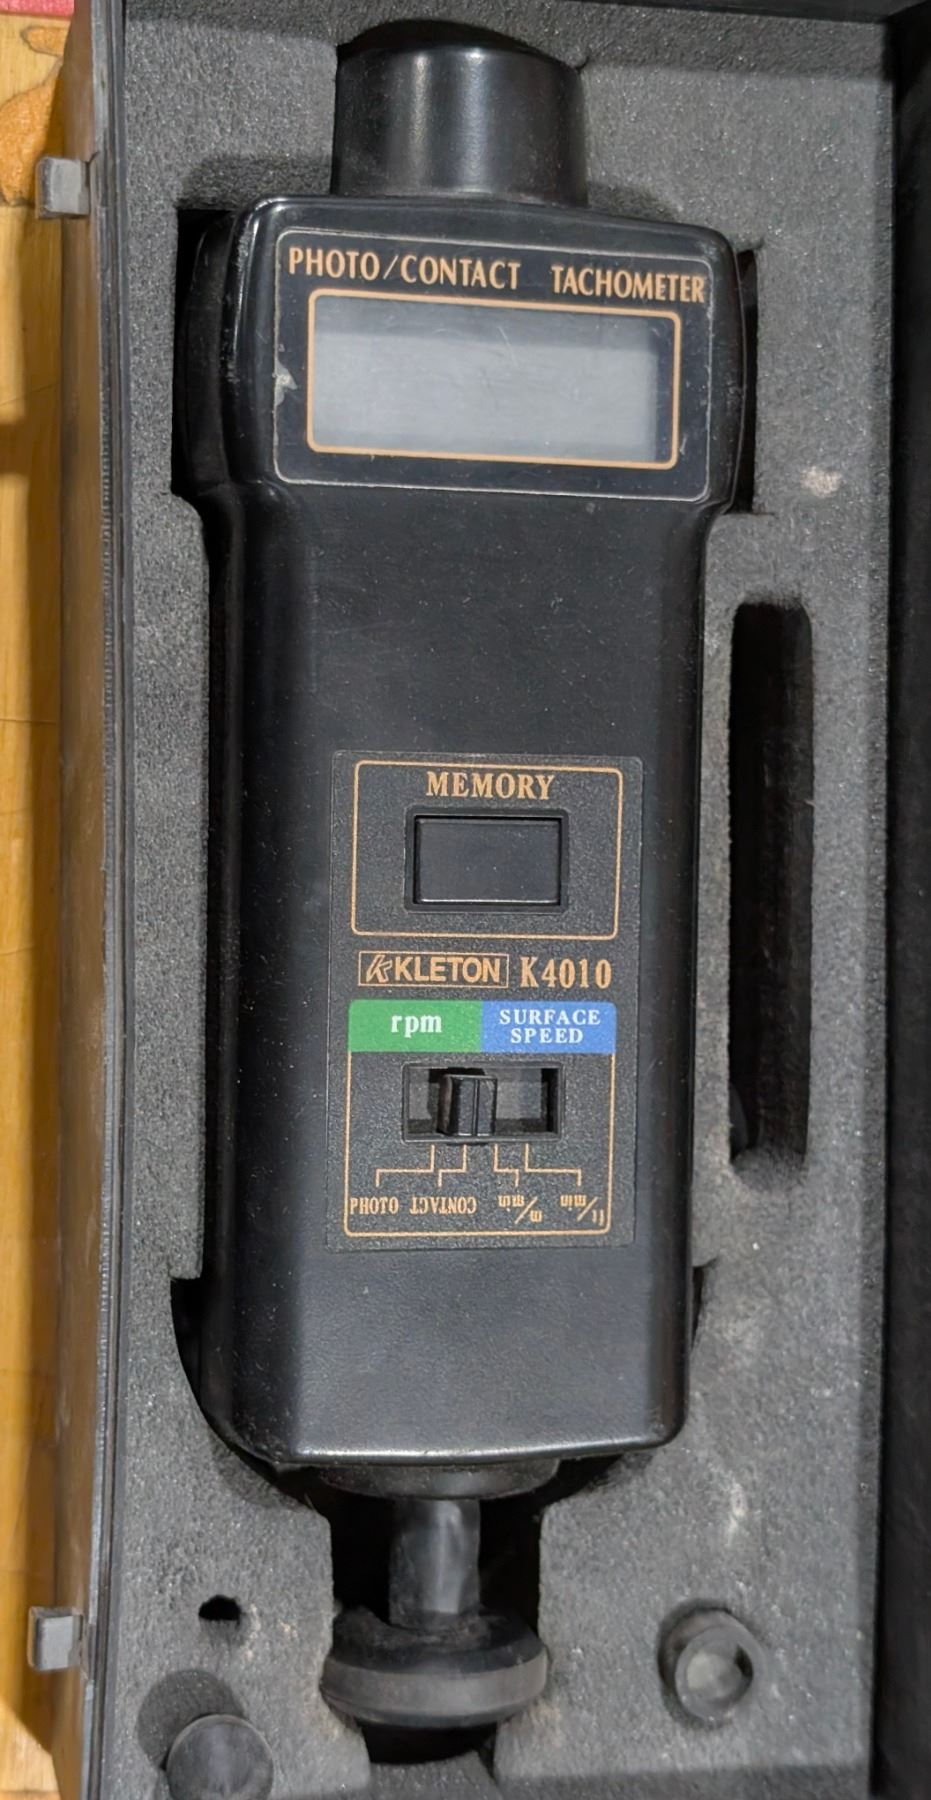 PHOTO/CONTACT TACHOMETER
MEMORY
KLETON K4010
rpm
SURFACE
SPEED
PHOTO CONTACT m/min ft/min